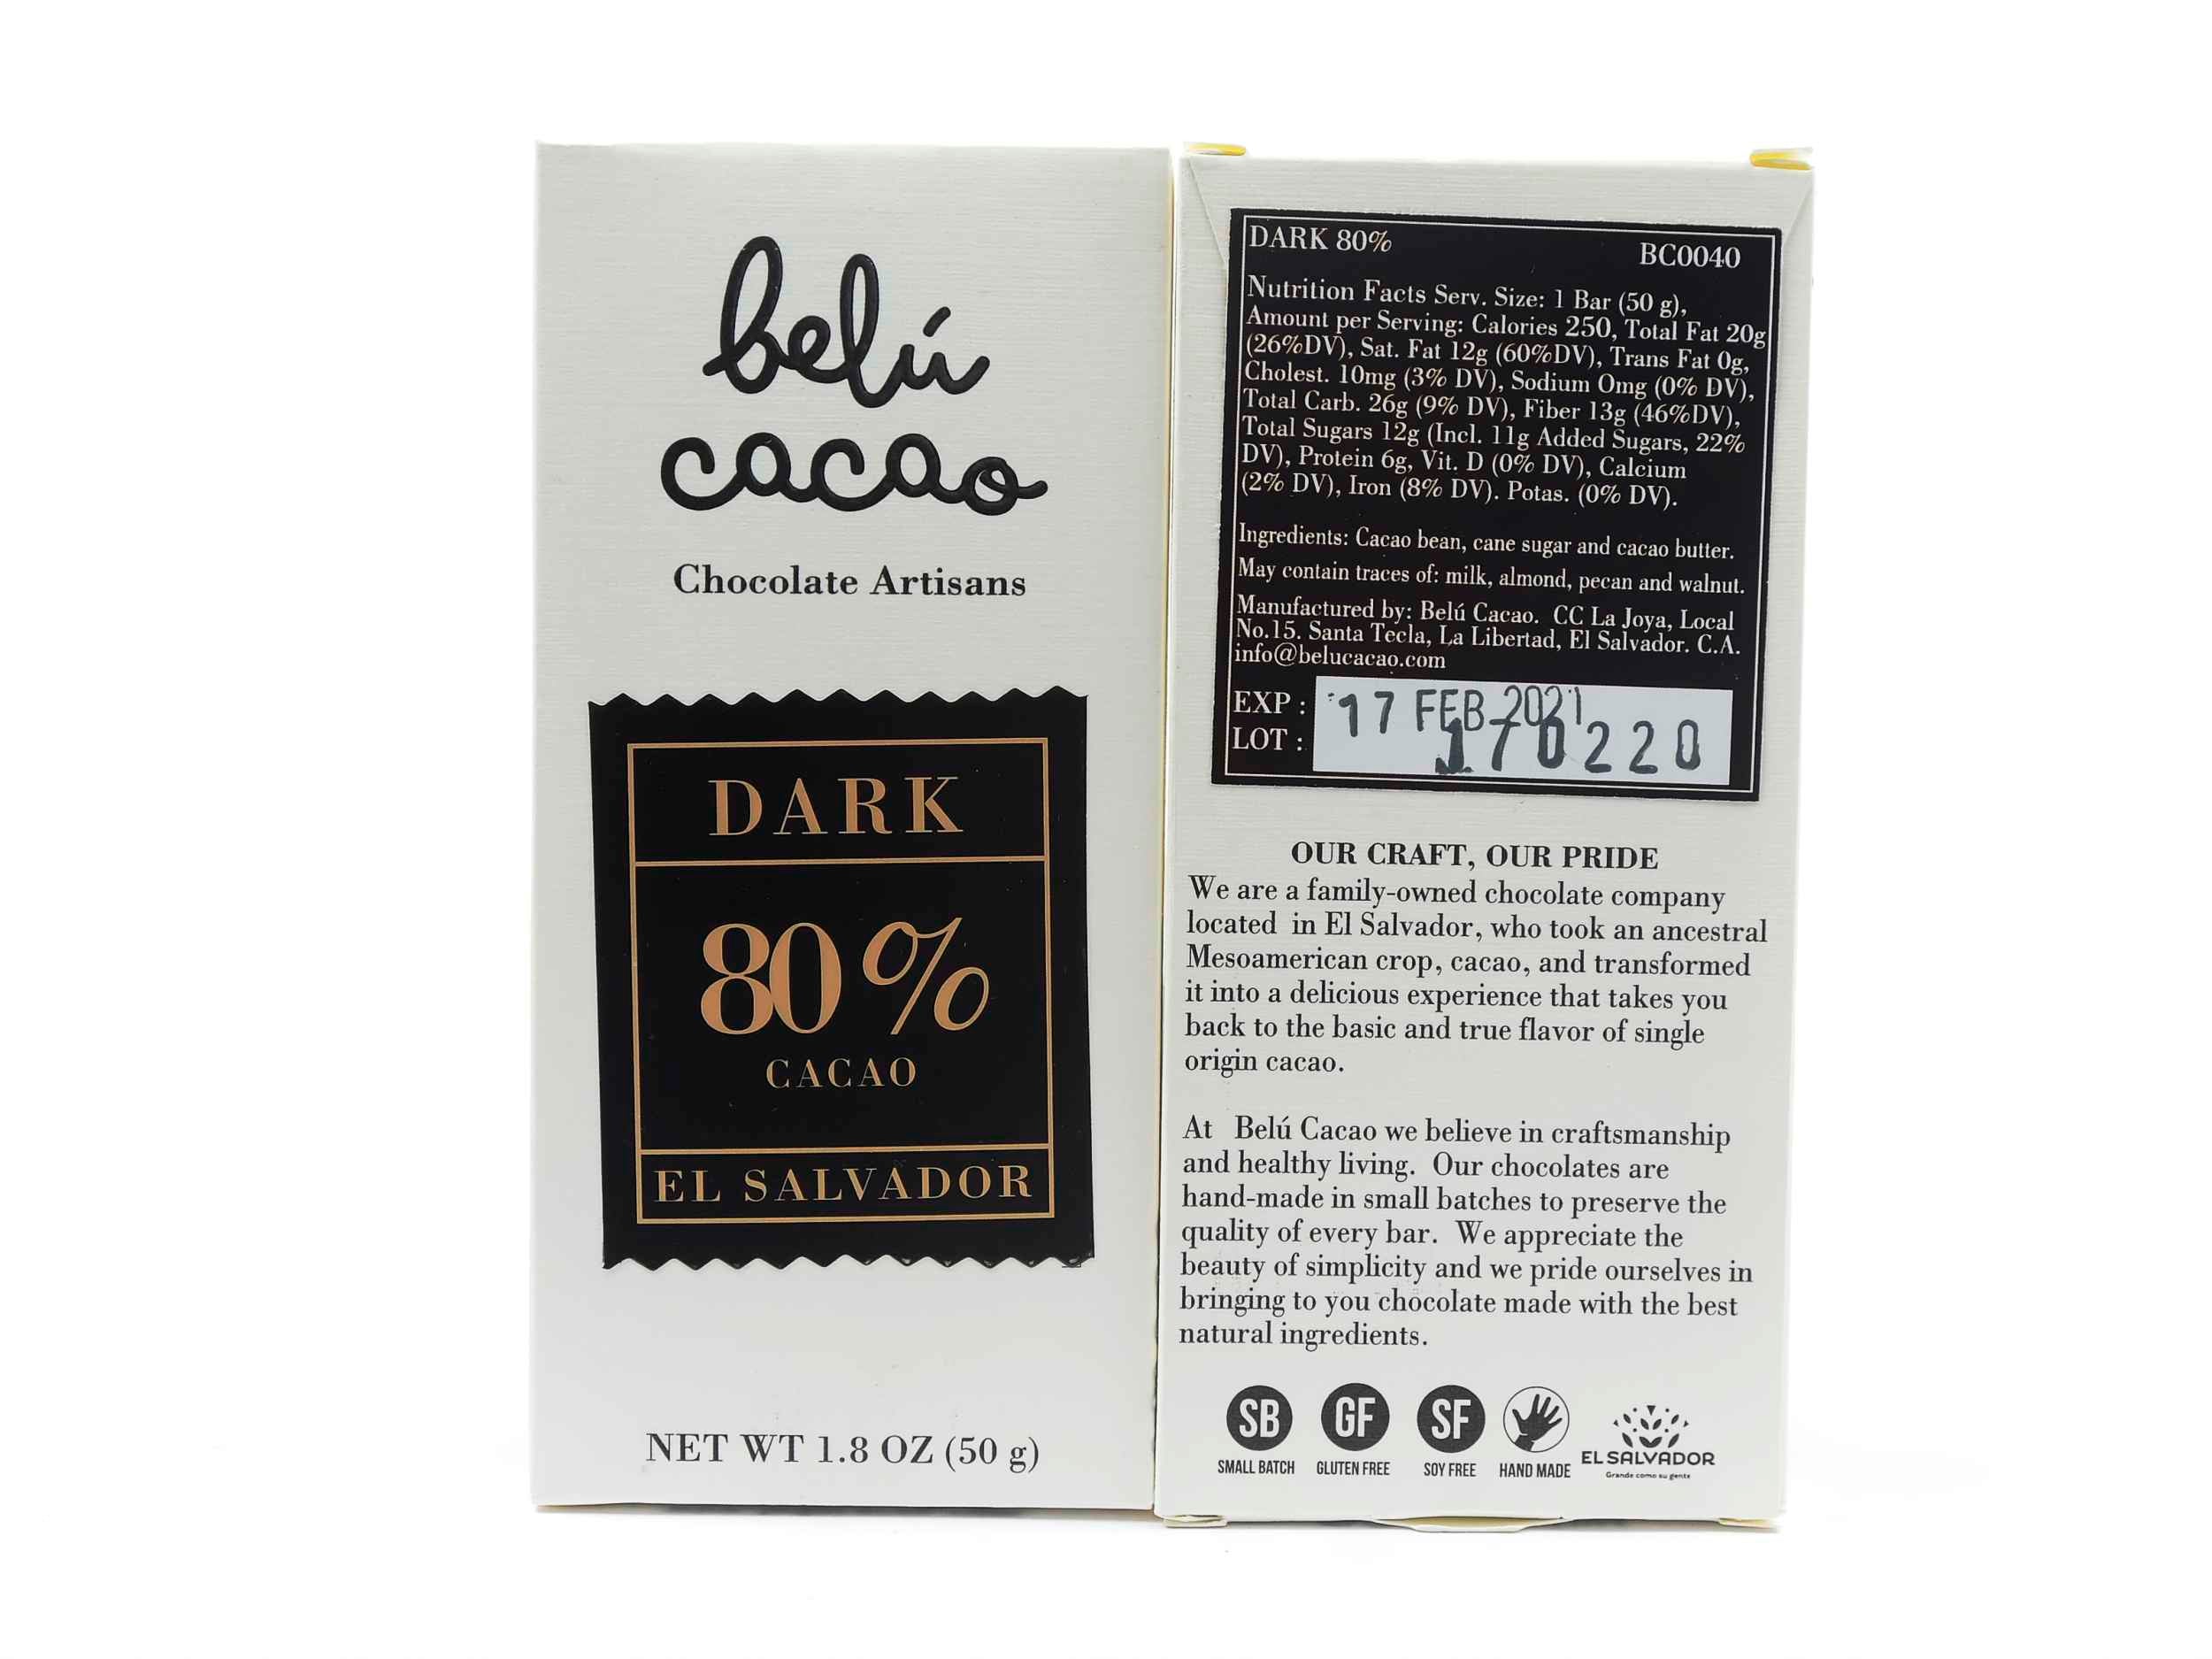 belú
cacao
Chocolate Artisans
DARK
80%
CACAO
EL SALVADOR
NET WT 1.8 OZ (50 g)
DARK 80% BC0040
Nutrition Facts Serv. Size: 1 Bar (50 g),
Amount per Serving: Calories 250, Total Fat 20g
(26%DV), Sat. Fat 12g (60%DV), Trans Fat 0g,
Cholest. 10mg (3% DV), Sodium Omg (0% DV),
Total Carb. 26g (9% DV), Fiber 13g (46%DV),
Total Sugars 12g (Incl. 11g Added Sugars, 22%
DV), Protein 6g, Vit. D (0% DV), Calcium
(2% DV), Iron (8% DV). Potas. (0% DV).
Ingredients: Cacao bean, cane sugar and cacao butter.
May contain traces of: milk, almond, pecan and walnut.
Manufactured by: Belú Cacao. CC La Joya, Local
No.15. Santa Tecla, La Libertad, El Salvador. C.A.
info@belucacao.com
EXP : 17 FEB 2021
LOT : 170220
OUR CRAFT, OUR PRIDE
We are a family-owned chocolate company
located in El Salvador, who took an ancestral
Mesoamerican crop, cacao, and transformed
it into a delicious experience that takes you
back to the basic and true flavor of single
origin cacao.
At Belú Cacao we believe in craftsmanship
and healthy living. Our chocolates are
hand-made in small batches to preserve the
quality of every bar. We appreciate the
beauty of simplicity and we pride ourselves in
bringing to you chocolate made with the best
natural ingredients.
SB GF SF
SMALL BATCH GLUTEN FREE SOY FREE HAND MADE
EL SALVADOR
Grande como su gente